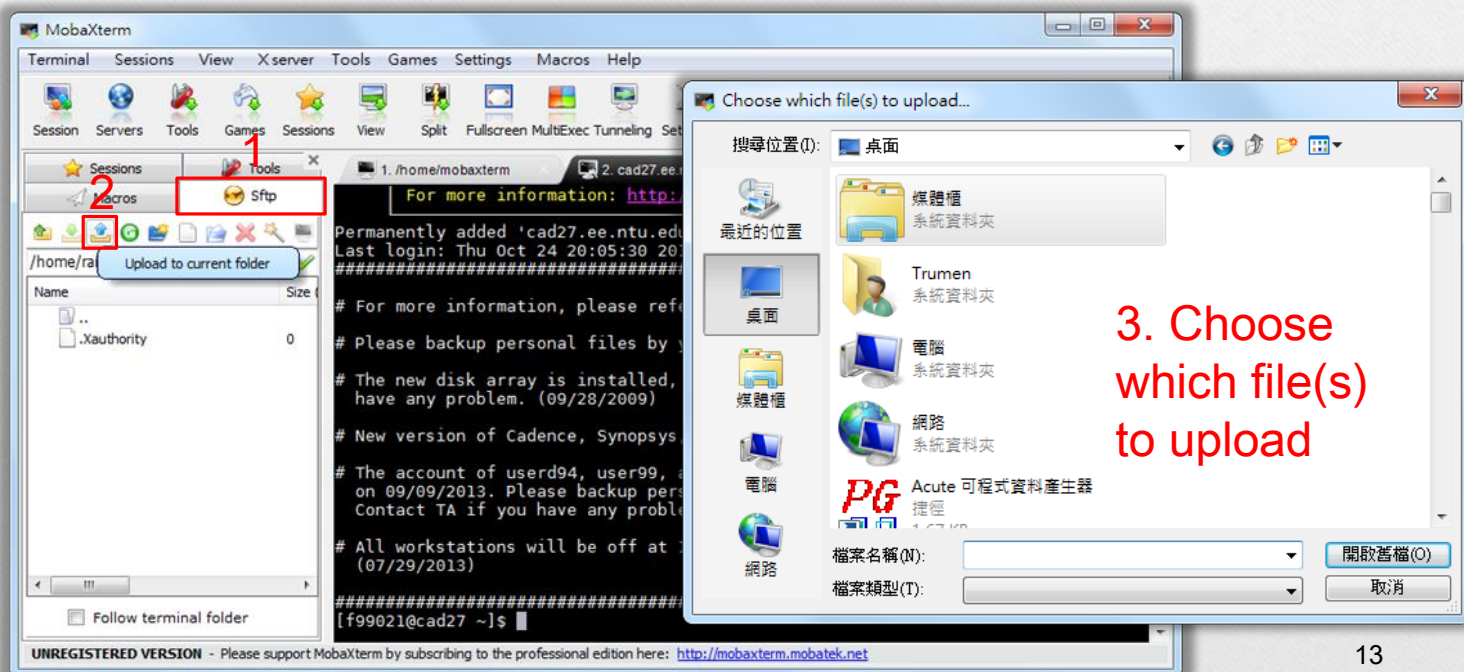 MobaXterm
Terminal Sessions View X server Tools Games Settings Macros Help
Session Servers Tools Games Sessions View Split Fullscreen MultiExec Tunneling Set
1
Sessions Tools
2
Macros Sftp
1. /home/mobaxterm 2. cad27.ee.
Upload to current folder
/home/ra
Name Size
..
.Xauthority 0
Follow terminal folder
For more information: http:/
Permanently added 'cad27.ee.ntu.edu
Last login: Thu Oct 24 20:05:30 20
######################################
# For more information, please refe
# Please backup personal files by
# The new disk array is installed,
have any problem. (09/28/2009)
# New version of Cadence, Synopsys
# The account of userd94, user99,
on 09/09/2013. Please backup pers
Contact TA if you have any proble
# All workstations will be off at
(07/29/2013)
######################################
[f99021@cad27 ~]$
UNREGISTERED VERSION - Please support MobaXterm by subscribing to the professional edition here: http://mobaxterm.mobatek.net
Choose which file(s) to upload...
搜尋位置(I): 桌面
最近的位置
桌面
媒體櫃
電腦
網路
媒體櫃
系統資料夾
Trumen
系統資料夾
電腦
系統資料夾
網路
系統資料夾
PG
Acute 可程式資料產生器
捷徑
1.67 KB
檔案名稱(N):
開啟舊檔(O)
檔案類型(T):
取消
3. Choose
which file(s)
to upload
13